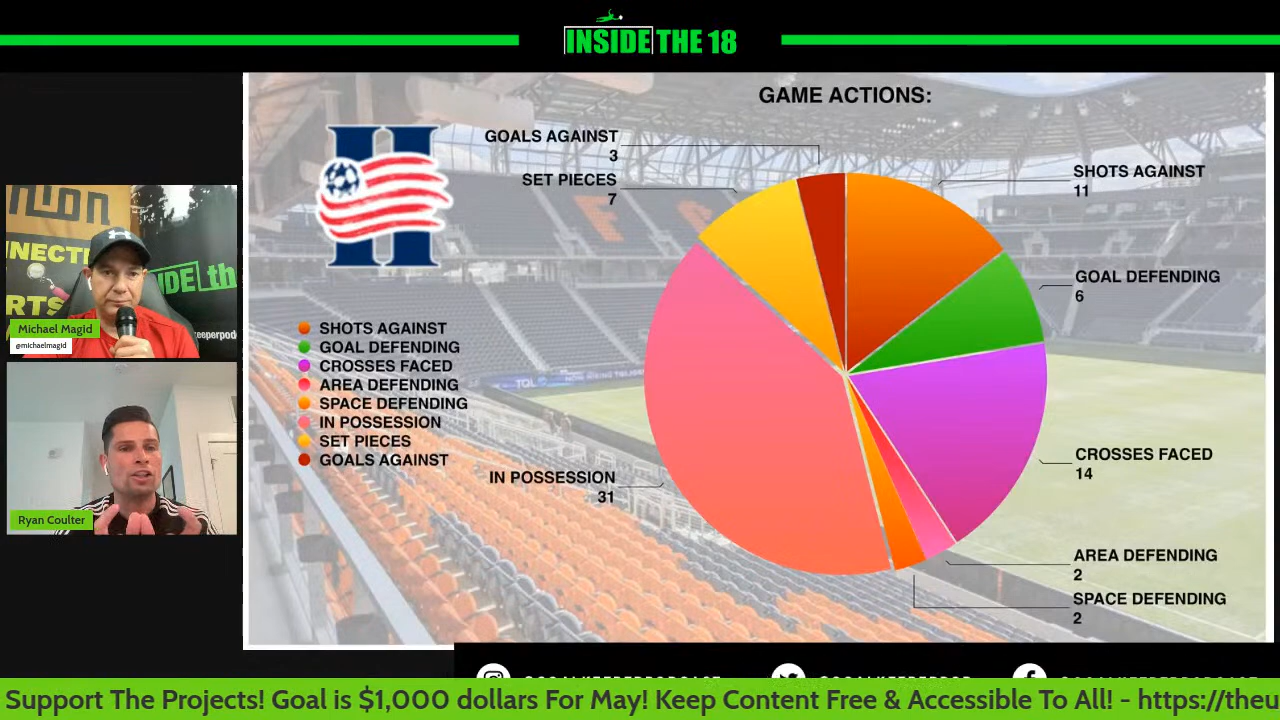 INSIDE THE 18
GAME ACTIONS:
GOALS AGAINST
3
SET PIECES
7
SHOTS AGAINST
11
GOAL DEFENDING
6
SHOTS AGAINST
GOAL DEFENDING
CROSSES FACED
AREA DEFENDING
SPACE DEFENDING
IN POSSESSION
SET PIECES
GOALS AGAINST
IN POSSESSION
31
CROSSES FACED
14
AREA DEFENDING
2
SPACE DEFENDING
2
Michael Magid
@michaelmagid
Ryan Coulter
Support The Projects! Goal is $1,000 dollars For May! Keep Content Free & Accessible To All! - https://theu